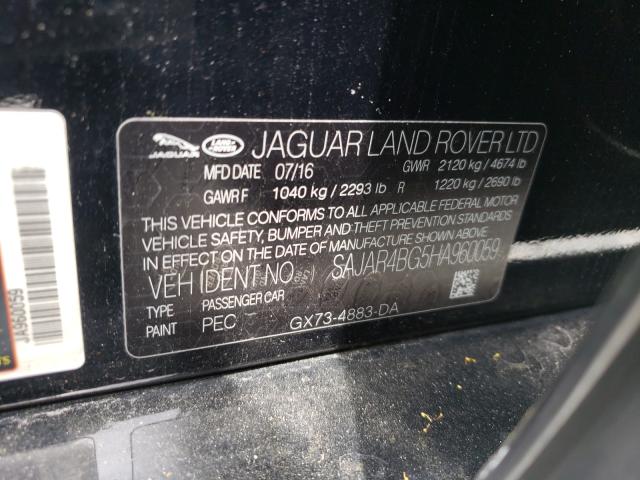 JAGUAR LAND-ROVER JAGUAR LAND ROVER LTD
MFD DATE 07/16 GWR 2120 kg / 4674 lb
GAWR F 1040 kg / 2293 lb R 1220 kg / 2690 lb
THIS VEHICLE CONFORMS TO ALL APPLICABLE FEDERAL MOTOR
VEHICLE SAFETY, BUMPER AND THEFT PREVENTION STANDARDS
IN EFFECT ON THE DATE OF MANUFACTURE SHOWN ABOVE
VEH IDENT NO. SAJAR4BG5HA960059
TYPE PASSENGER CAR
PAINT PEC GX73-4883-DA